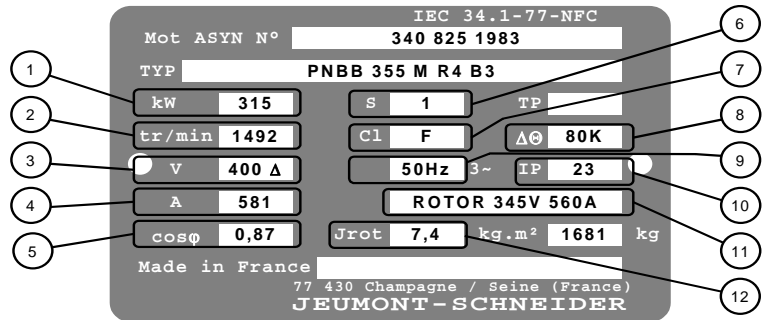 IEC 34.1-77-NFC
Mot ASYN N° 340 825 1983
TYP PNBB 355 M R4 B3
kW 315 S 1 TP
tr/min 1492 Cl F ΔΘ 80K
V 400 Δ 50Hz 3~ IP 23
A 581 ROTOR 345V 560A
cosφ 0,87 Jrot 7,4 kg.m² 1681 kg
Made in France
77 430 Champagne / Seine (France)
JEUMONT-SCHNEIDER
1
2
3
4
5
6
7
8
9
10
11
12